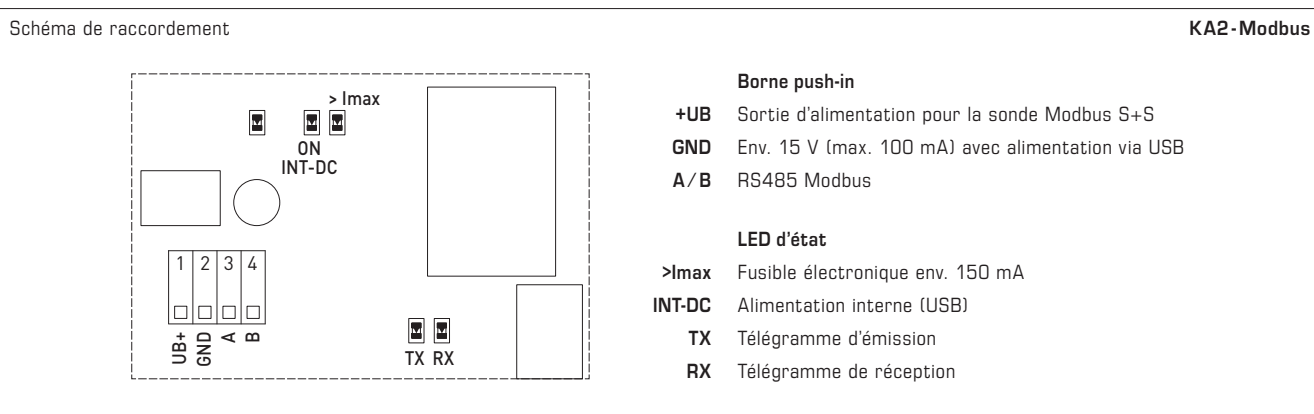 Schéma de raccordement
KA2-Modbus
> Imax
ON
INT-DC
1 2 3 4
UB+
GND
A
B
TX RX
Borne push-in
+UB Sortie d'alimentation pour la sonde Modbus S+S
GND Env. 15 V (max. 100 mA) avec alimentation via USB
A/B RS485 Modbus
LED d'état
>Imax Fusible électronique env. 150 mA
INT-DC Alimentation interne (USB)
TX Télégramme d'émission
RX Télégramme de réception